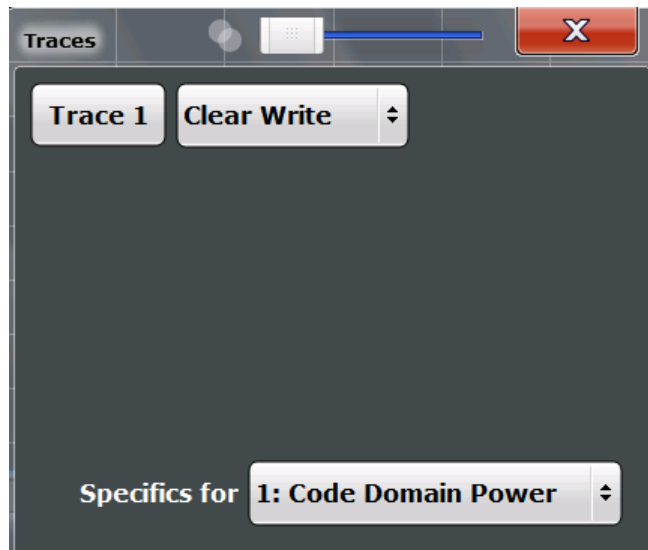 Traces
X
Trace 1 Clear Write
Specifics for 1: Code Domain Power